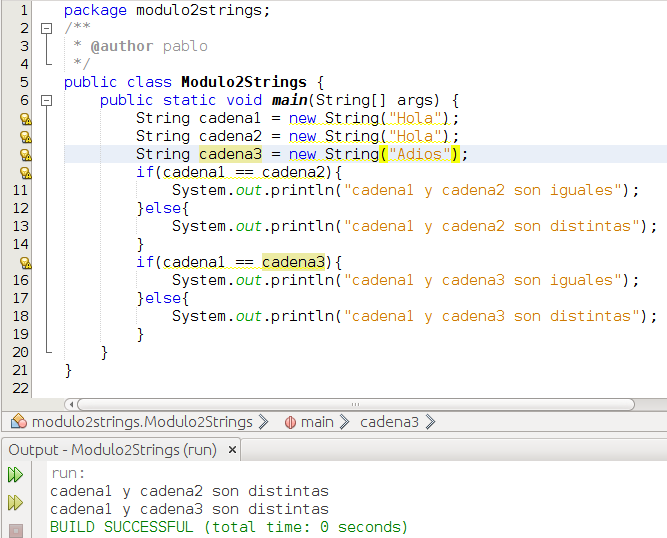 1 package modulo2strings;
2 /**
3 * @author pablo
4 */
5 public class Modulo2Strings {
6 public static void main(String[] args) {
String cadena1 = new String("Hola");
String cadena2 = new String("Hola");
String cadena3 = new String("Adios");
if(cadena1 == cadena2){
11 System.out.println("cadena1 y cadena2 son iguales");
12 }else{
13 System.out.println("cadena1 y cadena2 son distintas");
14 }
if(cadena1 == cadena3){
16 System.out.println("cadena1 y cadena3 son iguales");
17 }else{
18 System.out.println("cadena1 y cadena3 son distintas");
19 }
20 }
21 }
22
modulo2strings.Modulo2Strings main cadena3
Output - Modulo2Strings (run) ×
run:
cadena1 y cadena2 son distintas
cadena1 y cadena3 son distintas
BUILD SUCCESSFUL (total time: 0 seconds)